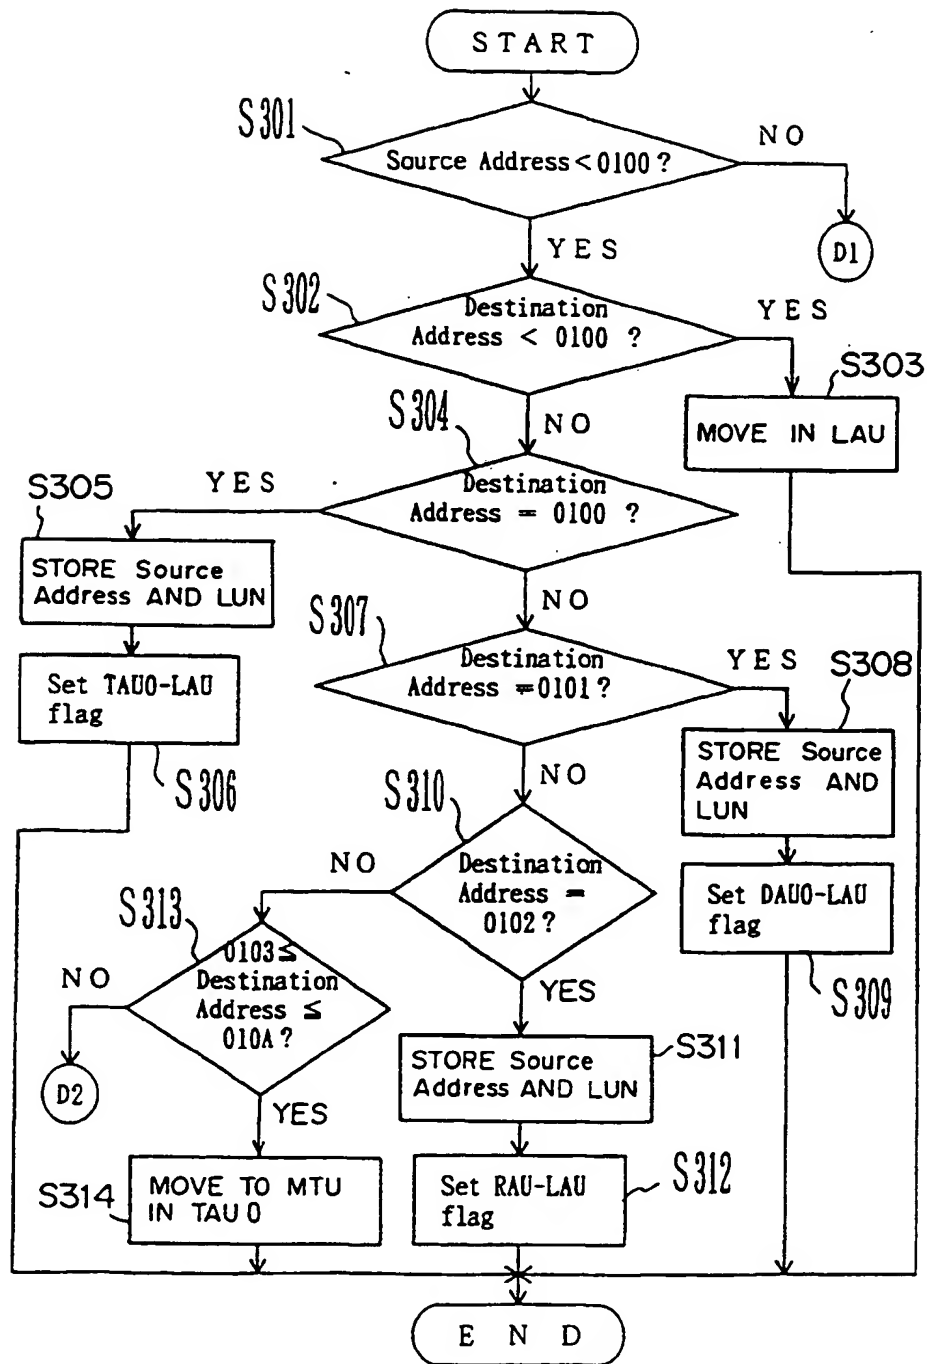 START
S301
Source Address < 0100 ?
NO
D1
YES
S302
Destination
Address < 0100 ?
YES
S303
MOVE IN LAU
NO
S304
Destination
Address = 0100 ?
YES
S305
STORE Source
Address AND LUN
Set TAU0-LAU
flag
S306
NO
S307
Destination
Address =0101?
YES
S308
STORE Source
Address AND
LUN
Set DAU0-LAU
flag
S309
NO
S310
Destination
Address =
0102?
NO
S313
0103≦
Destination
Address ≦
010A?
NO
D2
YES
S314
MOVE TO MTU
IN TAU 0
YES
S311
STORE Source
Address AND LUN
Set RAU-LAU
flag
S312
END